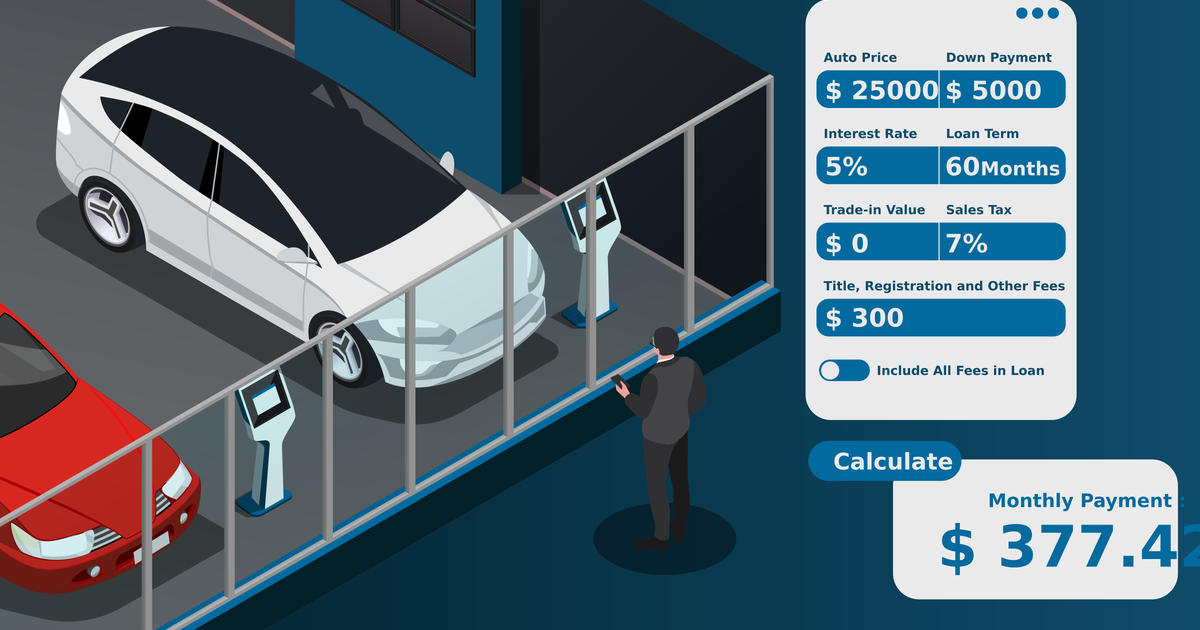 Auto Price Down Payment
$ 25000 $ 5000
Interest Rate Loan Term
5% 60Months
Trade-in Value Sales Tax
$ 0 7%
Title, Registration and Other Fees
$ 300
Include All Fees in Loan
Calculate
Monthly Payment :
$ 377.42